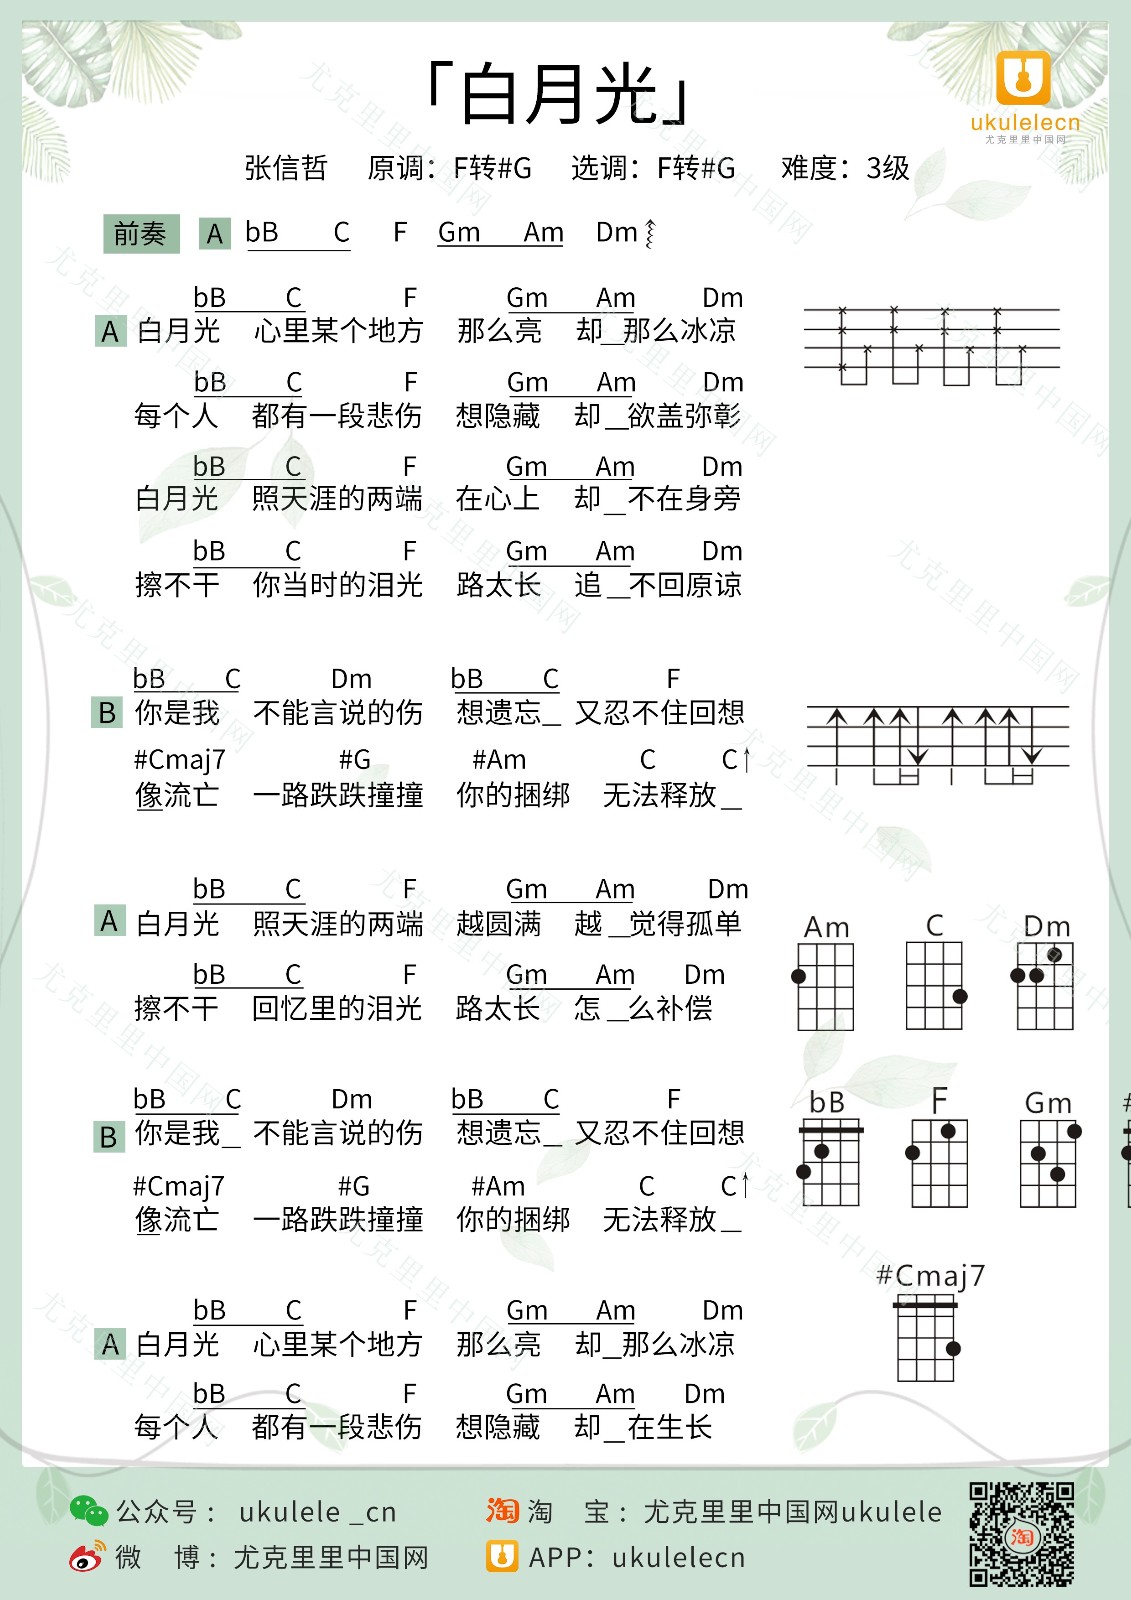 「白月光」
ukulelecn
尤克里里中国网
张信哲 原调：F转#G 选调：F转#G 难度：3级
前奏 A bB C F Gm Am Dm
bB C F Gm Am Dm
A 白月光 心里某个地方 那么亮 却__那么冰凉
bB C F Gm Am Dm
每个人 都有一段悲伤 想隐藏 却__欲盖弥彰
bB C F Gm Am Dm
白月光 照天涯的两端 在心上 却__不在身旁
bB C F Gm Am Dm
擦不干 你当时的泪光 路太长 追__不回原谅
bB C Dm bB C F
B 你是我 不能言说的伤 想遗忘_ 又忍不住回想
#Cmaj7 #G #Am C C
像流亡 一路跌跌撞撞 你的捆绑 无法释放_
bB C F Gm Am Dm
A 白月光 照天涯的两端 越圆满 越__觉得孤单
bB C F Gm Am Dm
擦不干 回忆里的泪光 路太长 怎__么补偿
Am C Dm
bB C Dm bB C F
B 你是我_ 不能言说的伤 想遗忘_ 又忍不住回想
bB F Gm #
#Cmaj7 #G #Am C C
像流亡 一路跌跌撞撞 你的捆绑 无法释放_
#Cmaj7
bB C F Gm Am Dm
A 白月光 心里某个地方 那么亮 却_那么冰凉
bB C F Gm Am Dm
每个人 都有一段悲伤 想隐藏 却__在生长
公众号： ukulele _cn 淘 淘 宝：尤克里里中国网ukulele
淘
微 博：尤克里里中国网 APP：ukulelecn